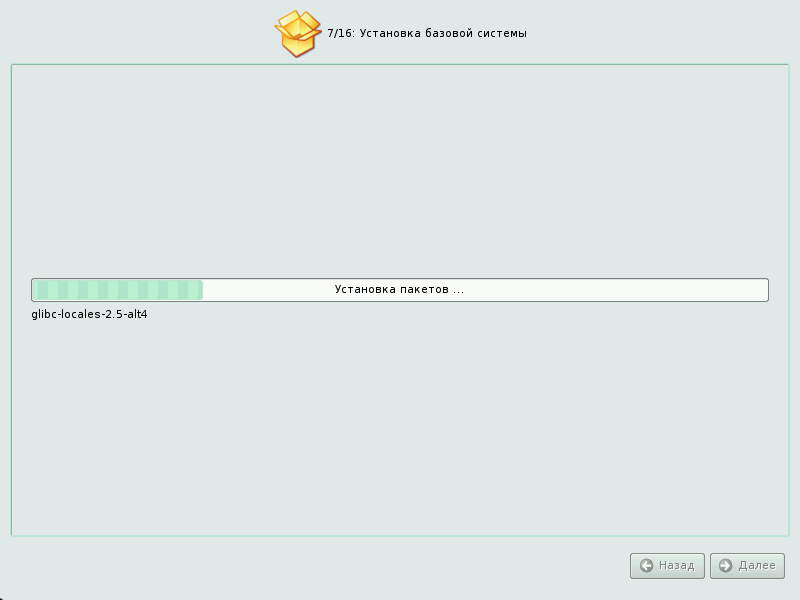 7/16: Установка базовой системы
Установка пакетов ...
glibc-locales-2.5-alt4
Назад
Далее